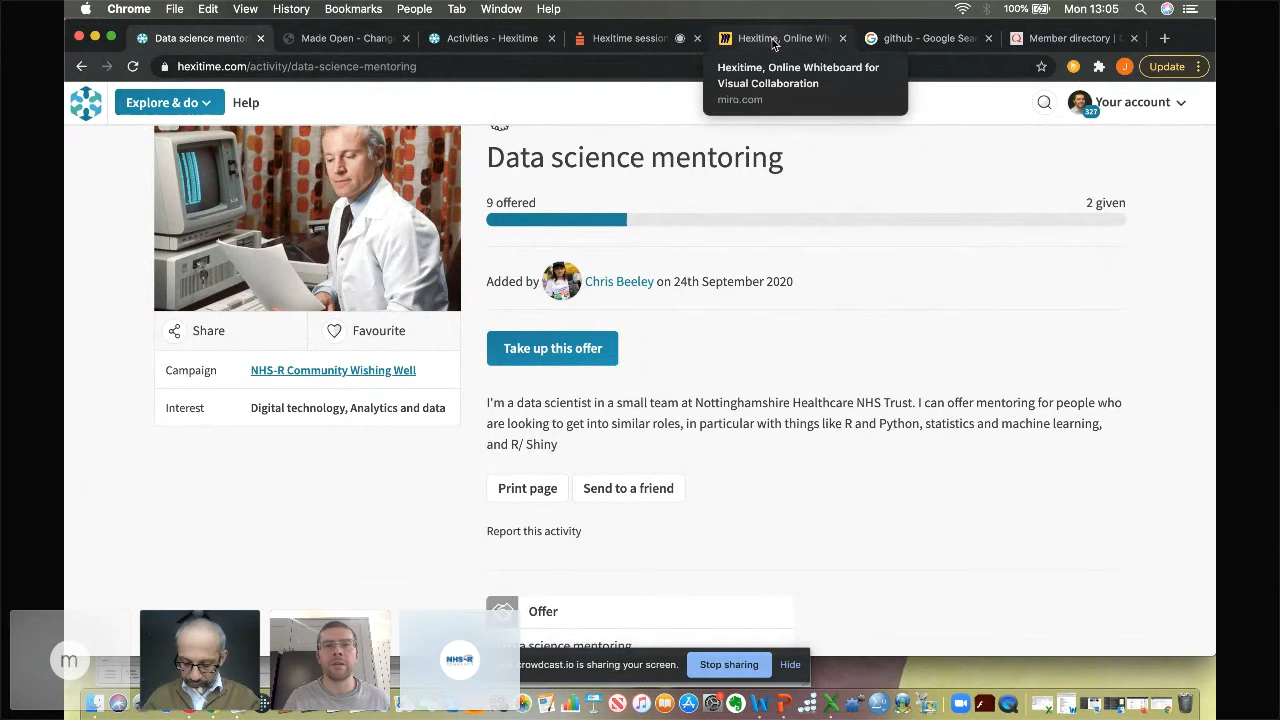 Chrome File Edit View History Bookmarks People Tab Window Help 100% Mon 13:05
Data science mentori Made Open - Chang Activities - Hexitime Hexitime session Hexitime, Online Wh github - Google Sear Member directory | C
hexitime.com/activity/data-science-mentoring Update
J
Hexitime, Online Whiteboard for
Visual Collaboration
miro.com
Explore & do Help Your account
327
Data science mentoring
9 offered 2 given
Added by Chris Beeley on 24th September 2020
Share Favourite
Take up this offer
Campaign NHS-R Community Wishing Well
Interest Digital technology, Analytics and data
I'm a data scientist in a small team at Nottinghamshire Healthcare NHS Trust. I can offer mentoring for people who
are looking to get into similar roles, in particular with things like R and Python, statistics and machine learning,
and R/ Shiny
Print page Send to a friend
Report this activity
Offer
science mentoring
crowdcast.io is sharing your screen. Stop sharing Hide
m
NHS-R